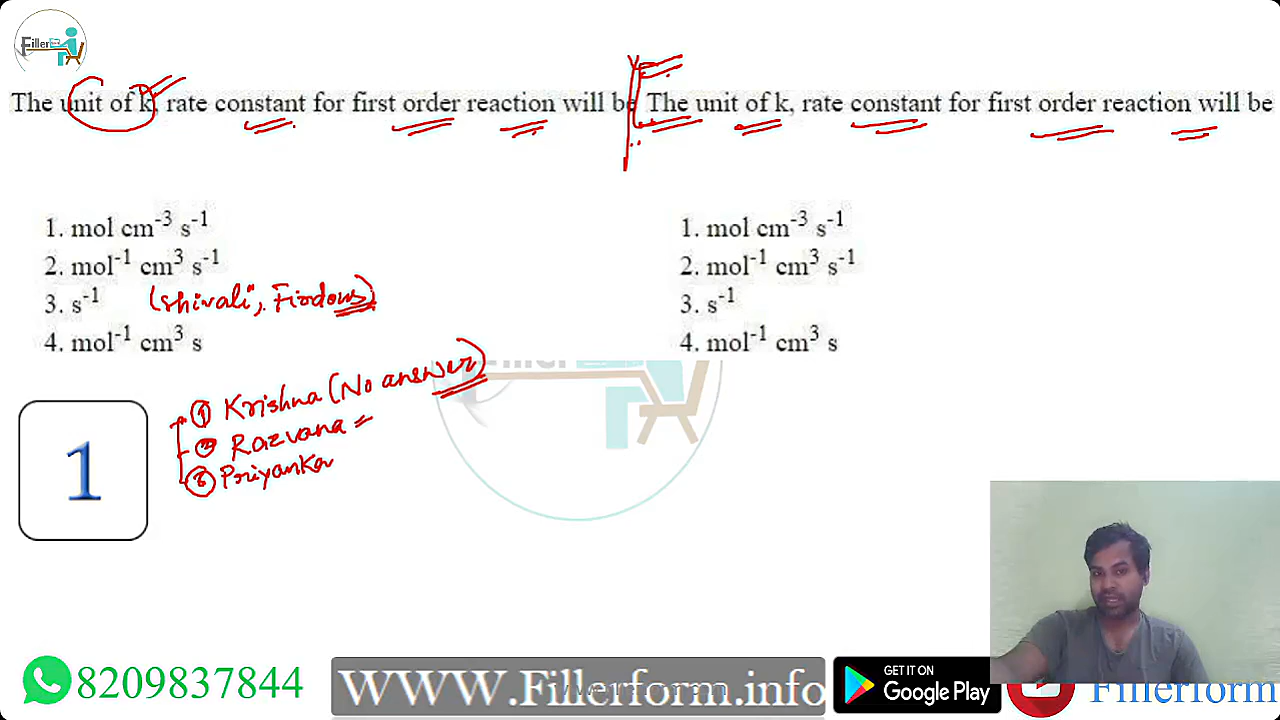 Filler
The unit of k, rate constant for first order reaction will be
1. mol cm⁻³ s⁻¹
2. mol⁻¹ cm³ s⁻¹
3. s⁻¹ (Shivali, Firdous)
4. mol⁻¹ cm³ s
The unit of k, rate constant for first order reaction will be
1. mol cm⁻³ s⁻¹
2. mol⁻¹ cm³ s⁻¹
3. s⁻¹
4. mol⁻¹ cm³ s
① Krishna (No answer)
② Razvana
③ Priyanka
1
8209837844
WWW.Fillerform.info
GET IT ON
Google Play
Fillerform